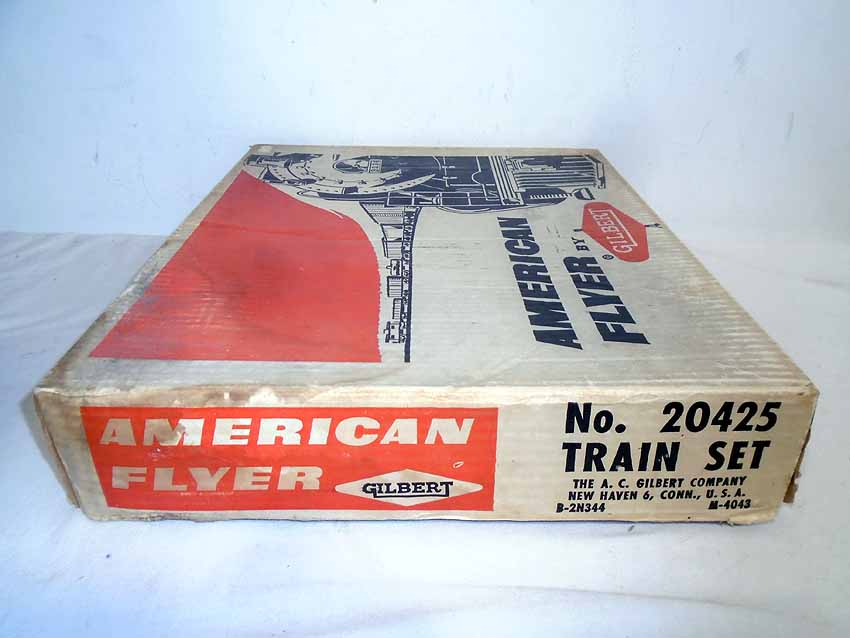 AMERICAN
FLYER BY
GILBERT
®
AMERICAN
FLYER
GILBERT
No. 20425
TRAIN SET
THE A. C. GILBERT COMPANY
NEW HAVEN 6, CONN., U. S. A.
B-2N344 M-4043